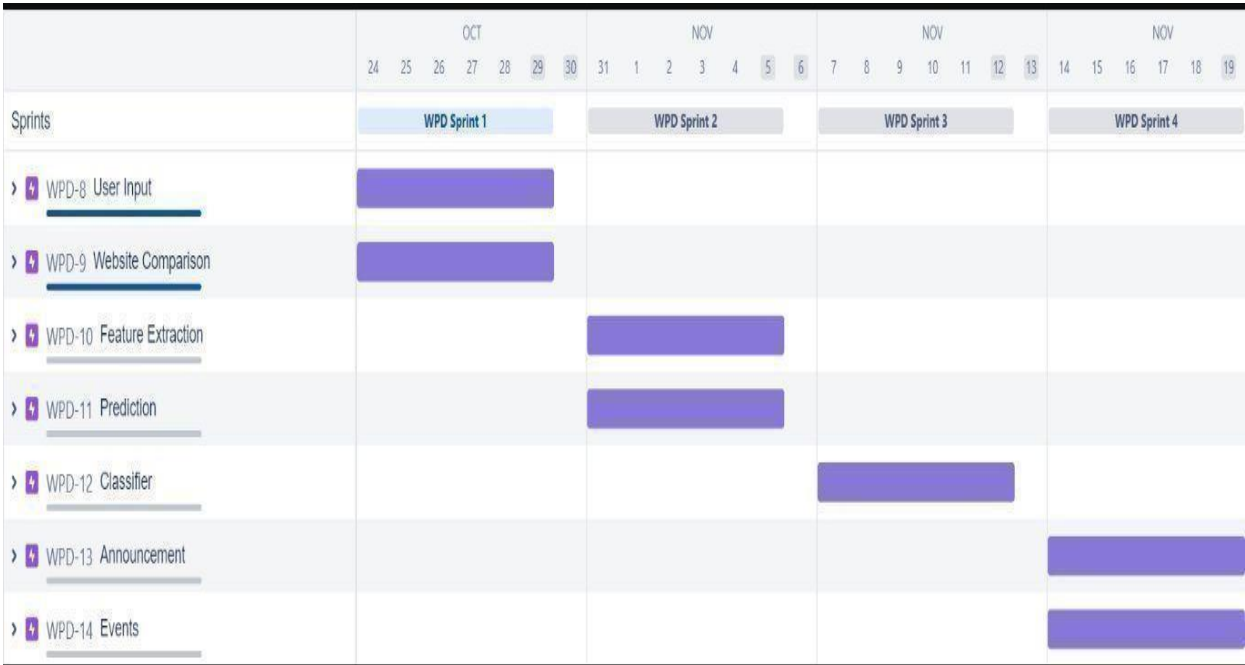 OCT NOV NOV NOV
24 25 26 27 28 29 30 31 1 2 3 4 5 6 7 8 9 10 11 12 13 14 15 16 17 18 19
Sprints WPD Sprint 1 WPD Sprint 2 WPD Sprint 3 WPD Sprint 4
WPD-8 User Input
WPD-9 Website Comparison
WPD-10 Feature Extraction
WPD-11 Prediction
WPD-12 Classifier
WPD-13 Announcement
WPD-14 Events